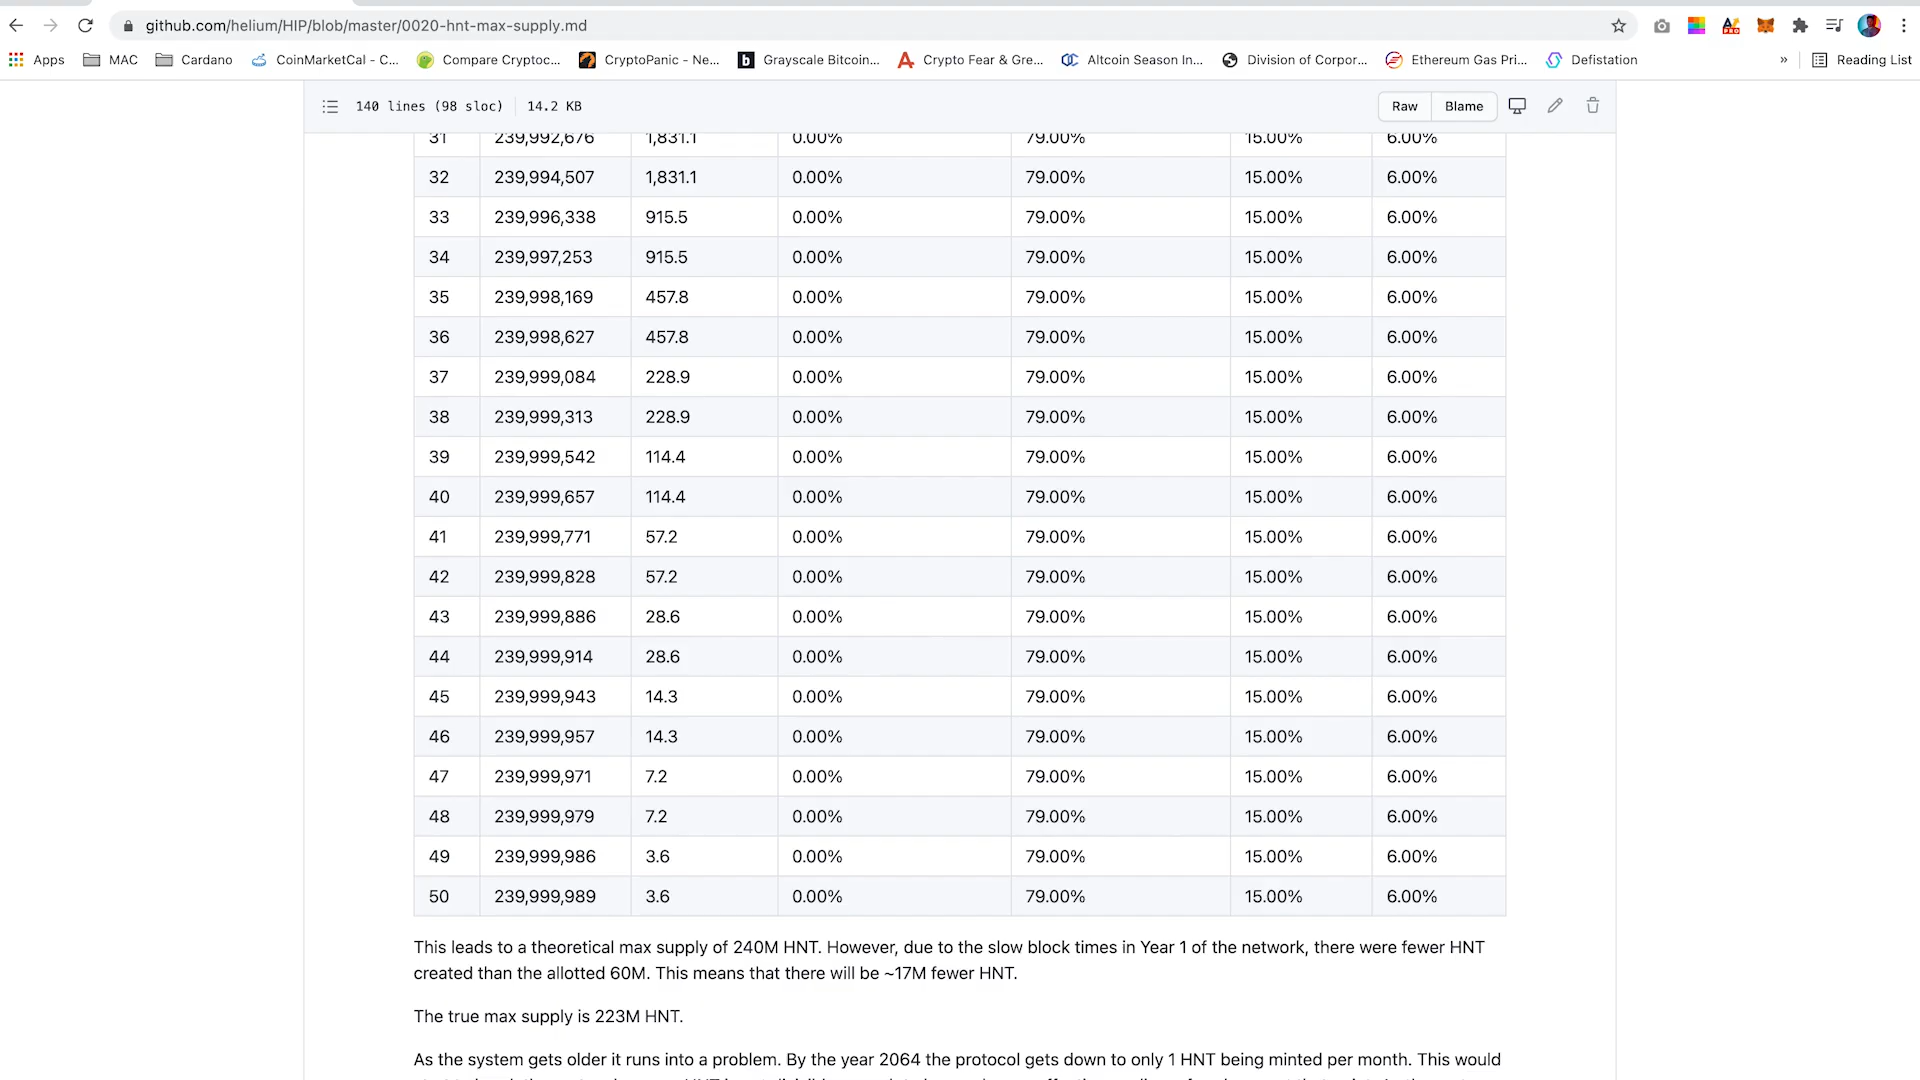 github.com/helium/HIP/blob/master/0020-hnt-max-supply.md
Apps MAC Cardano CoinMarketCal - C... Compare Cryptoc... CryptoPanic - Ne... Grayscale Bitcoin... Crypto Fear & Gre... Altcoin Season In... Division of Corpor... Ethereum Gas Pri... Defistation » Reading List
140 lines (98 sloc) 14.2 KB Raw Blame
31 239,992,676 1,831.1 0.00% 79.00% 15.00% 6.00%
32 239,994,507 1,831.1 0.00% 79.00% 15.00% 6.00%
33 239,996,338 915.5 0.00% 79.00% 15.00% 6.00%
34 239,997,253 915.5 0.00% 79.00% 15.00% 6.00%
35 239,998,169 457.8 0.00% 79.00% 15.00% 6.00%
36 239,998,627 457.8 0.00% 79.00% 15.00% 6.00%
37 239,999,084 228.9 0.00% 79.00% 15.00% 6.00%
38 239,999,313 228.9 0.00% 79.00% 15.00% 6.00%
39 239,999,542 114.4 0.00% 79.00% 15.00% 6.00%
40 239,999,657 114.4 0.00% 79.00% 15.00% 6.00%
41 239,999,771 57.2 0.00% 79.00% 15.00% 6.00%
42 239,999,828 57.2 0.00% 79.00% 15.00% 6.00%
43 239,999,886 28.6 0.00% 79.00% 15.00% 6.00%
44 239,999,914 28.6 0.00% 79.00% 15.00% 6.00%
45 239,999,943 14.3 0.00% 79.00% 15.00% 6.00%
46 239,999,957 14.3 0.00% 79.00% 15.00% 6.00%
47 239,999,971 7.2 0.00% 79.00% 15.00% 6.00%
48 239,999,979 7.2 0.00% 79.00% 15.00% 6.00%
49 239,999,986 3.6 0.00% 79.00% 15.00% 6.00%
50 239,999,989 3.6 0.00% 79.00% 15.00% 6.00%
This leads to a theoretical max supply of 240M HNT. However, due to the slow block times in Year 1 of the network, there were fewer HNT
created than the allotted 60M. This means that there will be ~17M fewer HNT.
The true max supply is 223M HNT.
As the system gets older it runs into a problem. By the year 2064 the protocol gets down to only 1 HNT being minted per month. This would